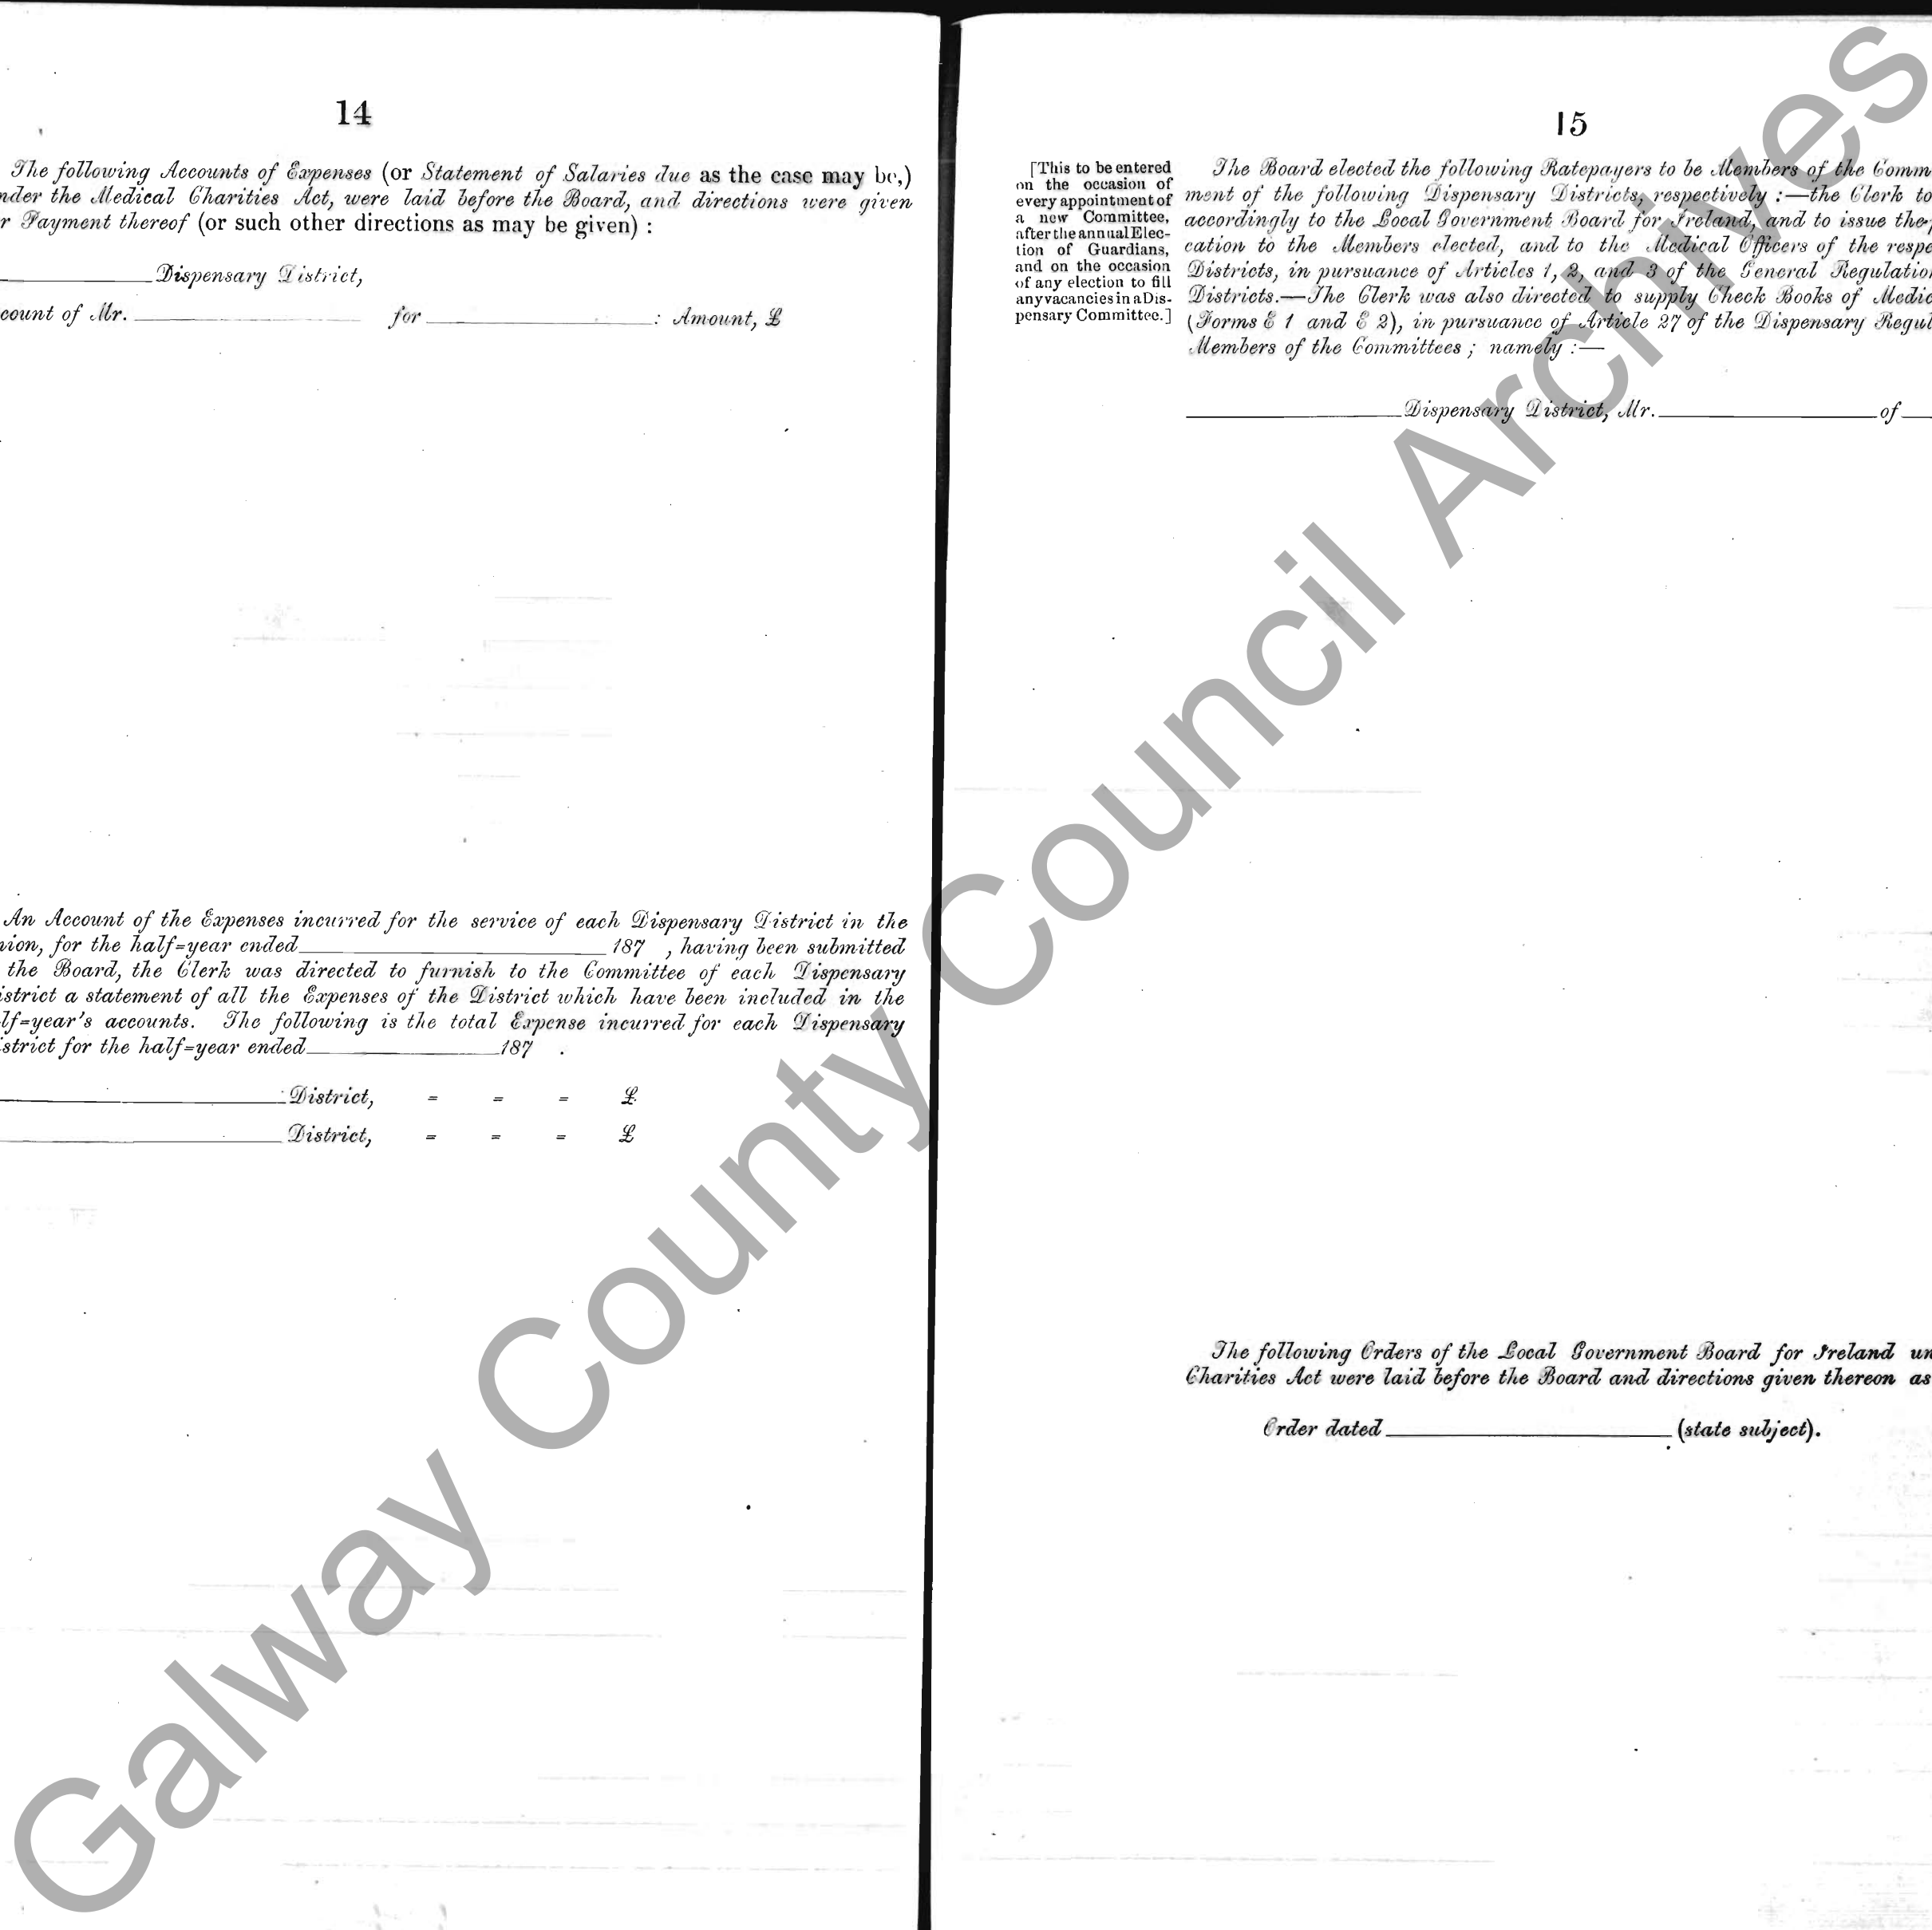 14
The following Accounts of Expenses (or Statement of Salaries due as the case may be,)
nder the Medical Charities Act, were laid before the Board, and directions were given
r Payment thereof (or such other directions as may be given) :
Dispensary District,
count of Mr. for : Amount, £
An Account of the Expenses incurred for the service of each Dispensary District in the
nion, for the half=year ended 187 , having been submitted
the Board, the Clerk was directed to furnish to the Committee of each Dispensary
istrict a statement of all the Expenses of the District which have been included in the
lf=year's accounts. The following is the total Expense incurred for each Dispensary
strict for the half=year ended 187 .
District, = = = £
District, = = = £
15
[This to be entered
on the occasion of
every appointment of
a new Committee,
after the annual Elec-
tion of Guardians,
and on the occasion
of any election to fill
any vacancies in a Dis-
pensary Committee.]
The Board elected the following Ratepayers to be Members of the Comm
ment of the following Dispensary Districts, respectively :—the Clerk to
accordingly to the Local Government Board for Ireland, and to issue the
cation to the Members elected, and to the Medical Officers of the respe
Districts, in pursuance of Articles 1, 2, and 3 of the General Regulatio
Districts.—The Clerk was also directed to supply Check Books of Medic
(Forms E 1 and E 2), in pursuance of Article 27 of the Dispensary Regul
Members of the Committees ; namely :—
Dispensary District, Mr. of
The following Orders of the Local Government Board for Ireland un
Charities Act were laid before the Board and directions given thereon as
Order dated (state subject).
Galway County Council Archives